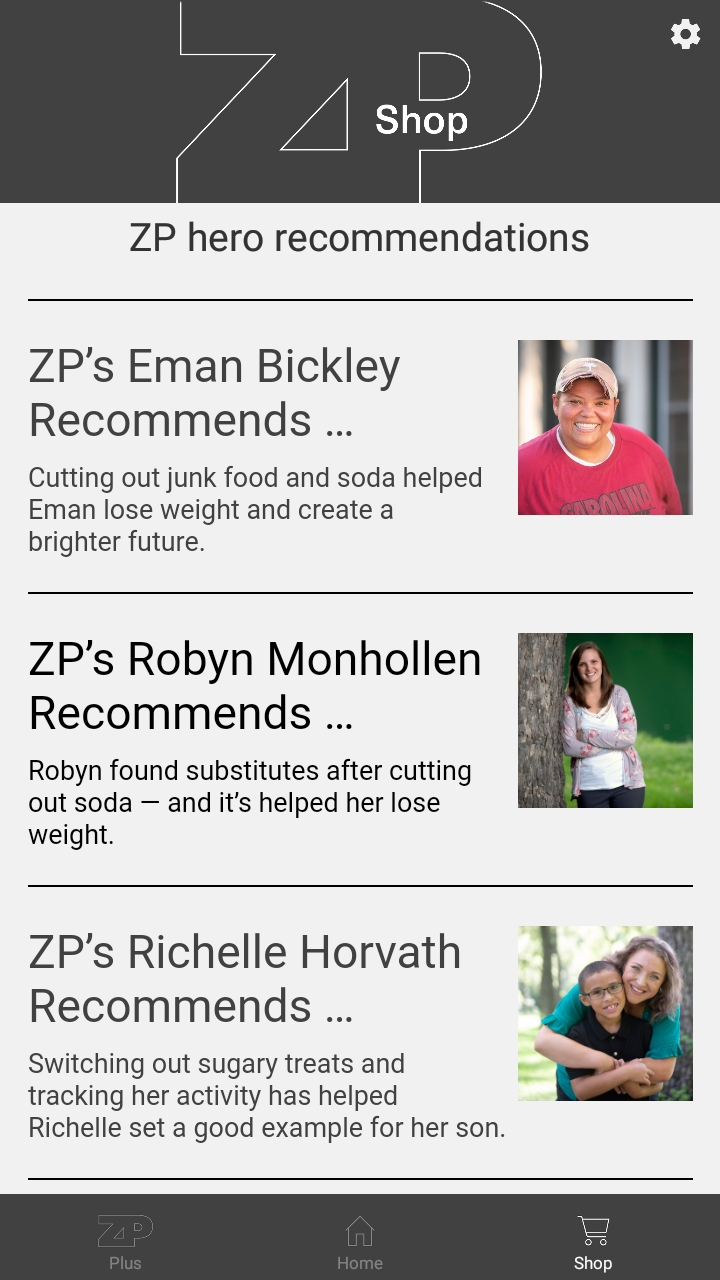 ZP
Shop
ZP hero recommendations
ZP’s Eman Bickley
Recommends ...
Cutting out junk food and soda helped
Eman lose weight and create a
brighter future.
CAROLINA
ZP’s Robyn Monhollen
Recommends ...
Robyn found substitutes after cutting
out soda — and it’s helped her lose
weight.
ZP’s Richelle Horvath
Recommends ...
Switching out sugary treats and
tracking her activity has helped
Richelle set a good example for her son.
ZP
Plus
Home
Shop